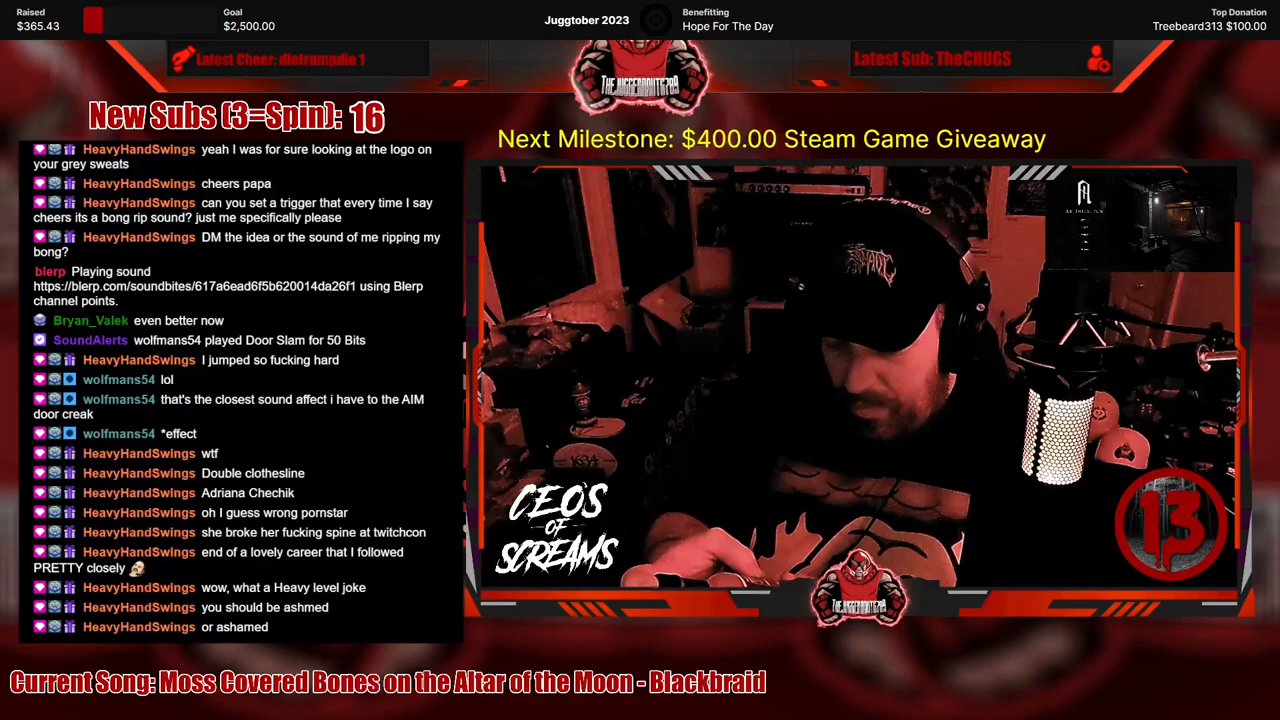 Raised
$365.43
Goal
$2,500.00
Juggtober 2023
Benefitting
Hope For The Day
Top Donation
Treebeard313 $100.00
Latest Cheer: dietrumpdie 1
THEJUGGERNAUT6789
Latest Sub: TheCHUGS
New Subs (3=Spin): 16
Next Milestone: $400.00 Steam Game Giveaway
HeavyHandSwings yeah I was for sure looking at the logo on
your grey sweats
HeavyHandSwings cheers papa
HeavyHandSwings can you set a trigger that every time I say
cheers its a bong rip sound? just me specifically please
HeavyHandSwings DM the idea or the sound of me ripping my
bong?
blerp Playing sound
https://blerp.com/soundbites/617a6ead6f5b620014da26f1 using Blerp
channel points.
Bryan_Valek even better now
SoundAlerts wolfmans54 played Door Slam for 50 Bits
HeavyHandSwings I jumped so fucking hard
wolfmans54 lol
wolfmans54 that's the closest sound affect i have to the AIM
door creak
wolfmans54 *effect
HeavyHandSwings wtf
HeavyHandSwings Double clothesline
HeavyHandSwings Adriana Chechik
HeavyHandSwings oh I guess wrong pornstar
HeavyHandSwings she broke her fucking spine at twitchcon
HeavyHandSwings end of a lovely career that I followed
PRETTY closely
HeavyHandSwings wow, what a Heavy level joke
HeavyHandSwings you should be ashmed
HeavyHandSwings or ashamed
CEO'S
OF
SCREAMS
13
THEJUGGERNAUT6789
Current Song: Moss Covered Bones on the Altar of the Moon - Blackbraid